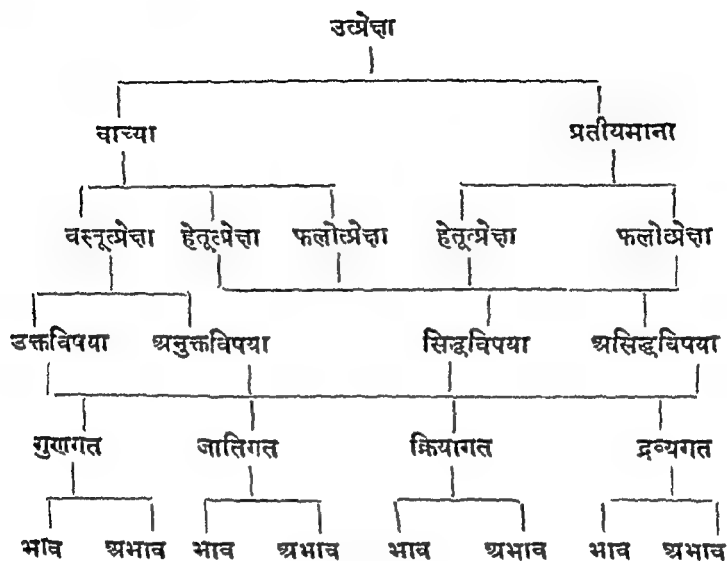 उत्प्रेक्षा
वाच्या प्रतीयमाना
वस्तूत्प्रेक्षा हेतूत्प्रेक्षा फलोत्प्रेक्षा हेतूत्प्रेक्षा फलोत्प्रेक्षा
उक्तविषया अनुक्तविषया सिद्धविषया असिद्धविषया
गुणगत जातिगत क्रियागत द्रव्यगत
भाव अभाव भाव अभाव भाव अभाव भाव अभाव